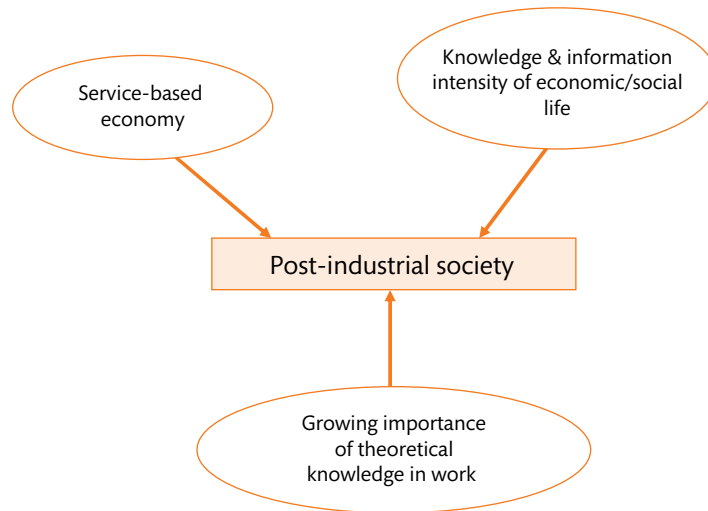 Service-based
economy
Knowledge & information
intensity of economic/social
life
Post-industrial society
Growing importance
of theoretical
knowledge in work